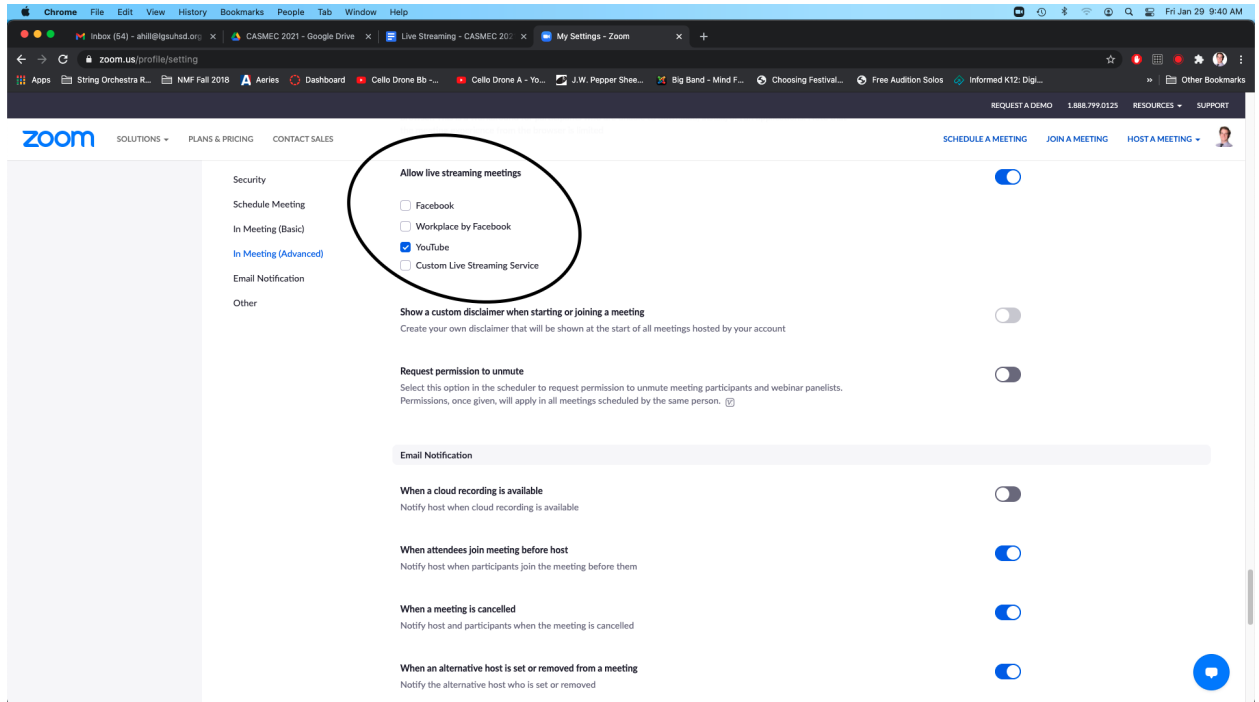 Chrome File Edit View History Bookmarks People Tab Window Help Fri Jan 29 9:40 AM
Inbox (54) - ahill@lgsuhsd.org CASMEC 2021 - Google Drive Live Streaming - CASMEC 202 My Settings - Zoom
zoom.us/profile/setting
Apps String Orchestra R... NMF Fall 2018 Aeries Dashboard Cello Drone Bb -... Cello Drone A - Yo... J.W. Pepper Shee... Big Band - Mind F... Choosing Festival... Free Audition Solos Informed K12: Digi... » Other Bookmarks
REQUEST A DEMO 1.888.799.0125 RESOURCES SUPPORT
zoom SOLUTIONS PLANS & PRICING CONTACT SALES SCHEDULE A MEETING JOIN A MEETING HOST A MEETING
Security
Schedule Meeting
In Meeting (Basic)
In Meeting (Advanced)
Email Notification
Other
Allow live streaming meetings
Facebook
Workplace by Facebook
YouTube
Custom Live Streaming Service
Show a custom disclaimer when starting or joining a meeting
Create your own disclaimer that will be shown at the start of all meetings hosted by your account
Request permission to unmute
Select this option in the scheduler to request permission to unmute meeting participants and webinar panelists.
Permissions, once given, will apply in all meetings scheduled by the same person.
Email Notification
When a cloud recording is available
Notify host when cloud recording is available
When attendees join meeting before host
Notify host when participants join the meeting before them
When a meeting is cancelled
Notify host and participants when the meeting is cancelled
When an alternative host is set or removed from a meeting
Notify the alternative host who is set or removed